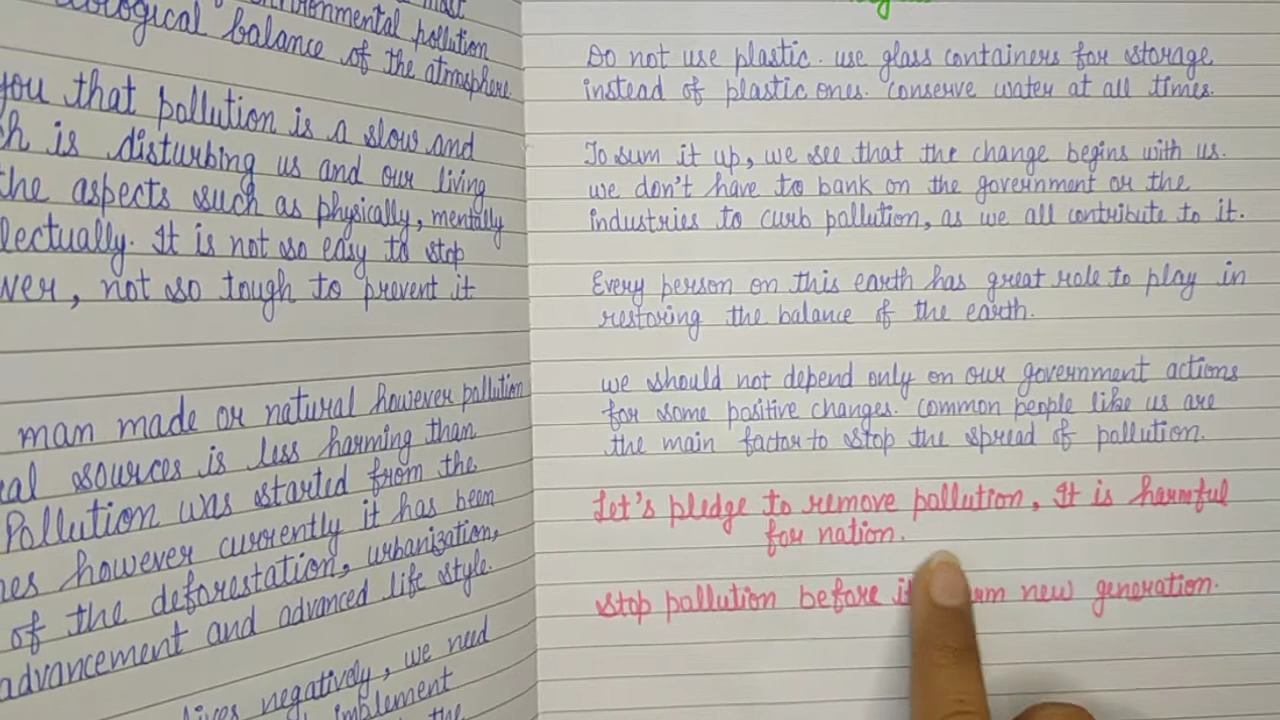 ological balance of the atmosphere.
environmental pollution
you that pollution is a slow and
h is disturbing us and our living
the aspects such as physically, mentally
lectually. It is not so easy to stop
ver, not so tough to prevent it
man made or natural however pollution
al sources is less harming than
Pollution was started from the
es however currently it has been
of the deforestation, urbanization,
advancement and advanced life style.
lives negatively, we need
implement
the
Do not use plastic. use glass containers for storage
instead of plastic ones. conserve water at all times.
To sum it up, we see that the change begins with us.
we don't have to bank on the government or the
industries to curb pollution, as we all contribute to it.
Every person on this earth has great role to play in
restoring the balance of the earth.
we should not depend only on our government actions
for some positive changes. common people like us are
the main factor to stop the spread of pollution.
Let's pledge to remove pollution, It is harmful
for nation.
Stop pollution before it new generation.